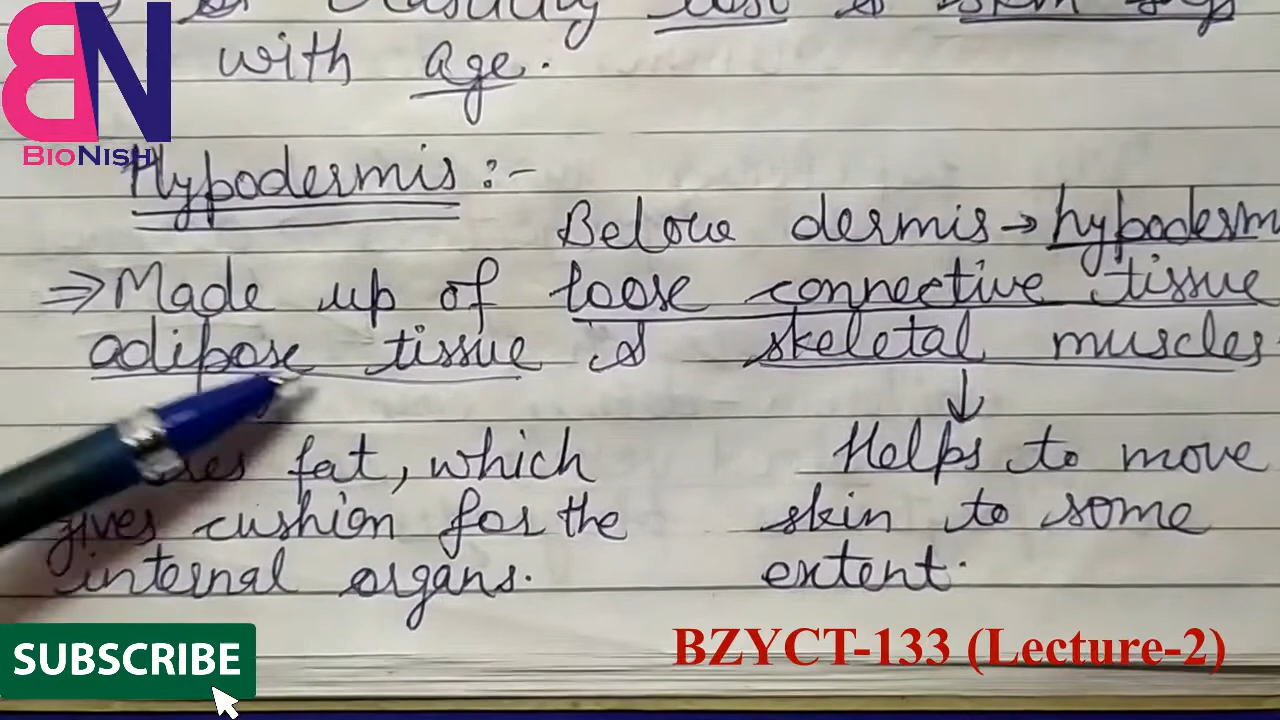 with age.
BN
BIONISH
Hypodermis :-
Below dermis → hypoderm
⇒ Made up of loose connective tissue
adipose tissue & skeletal muscles.
↓
fat, which
Helps to move
gives cushion for the
skin to some
internal organs.
extent.
SUBSCRIBE
BZYCT-133 (Lecture-2)